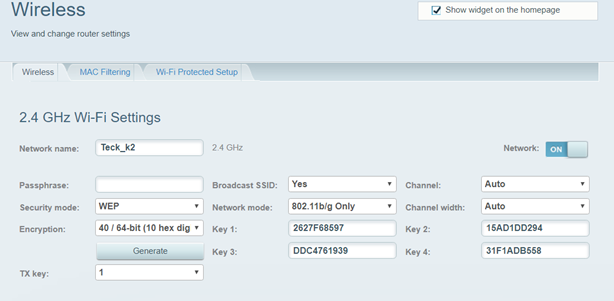 Wireless
Show widget on the homepage
View and change router settings
Wireless MAC Filtering Wi-Fi Protected Setup
2.4 GHz Wi-Fi Settings
Network name: Teck_k2 2.4 GHz Network: ON
Passphrase: Broadcast SSID: Yes Channel: Auto
Security mode: WEP Network mode: 802.11b/g Only Channel width: Auto
Encryption: 40 / 64-bit (10 hex dig Key 1: 2627F68597 Key 2: 15AD1DD294
Generate Key 3: DDC4761939 Key 4: 31F1ADB558
TX key: 1